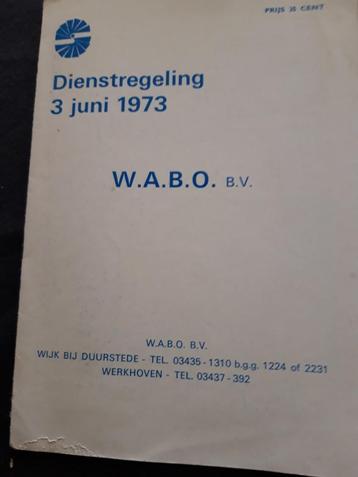 PRIJS 35 CENT
Dienstregeling
3 juni 1973
W.A.B.O. B.V.
W.A.B.O. B.V.
WIJK BIJ DUURSTEDE - TEL. 03435-1310 b.g.g. 1224 of 2231
WERKHOVEN - TEL. 03437-392